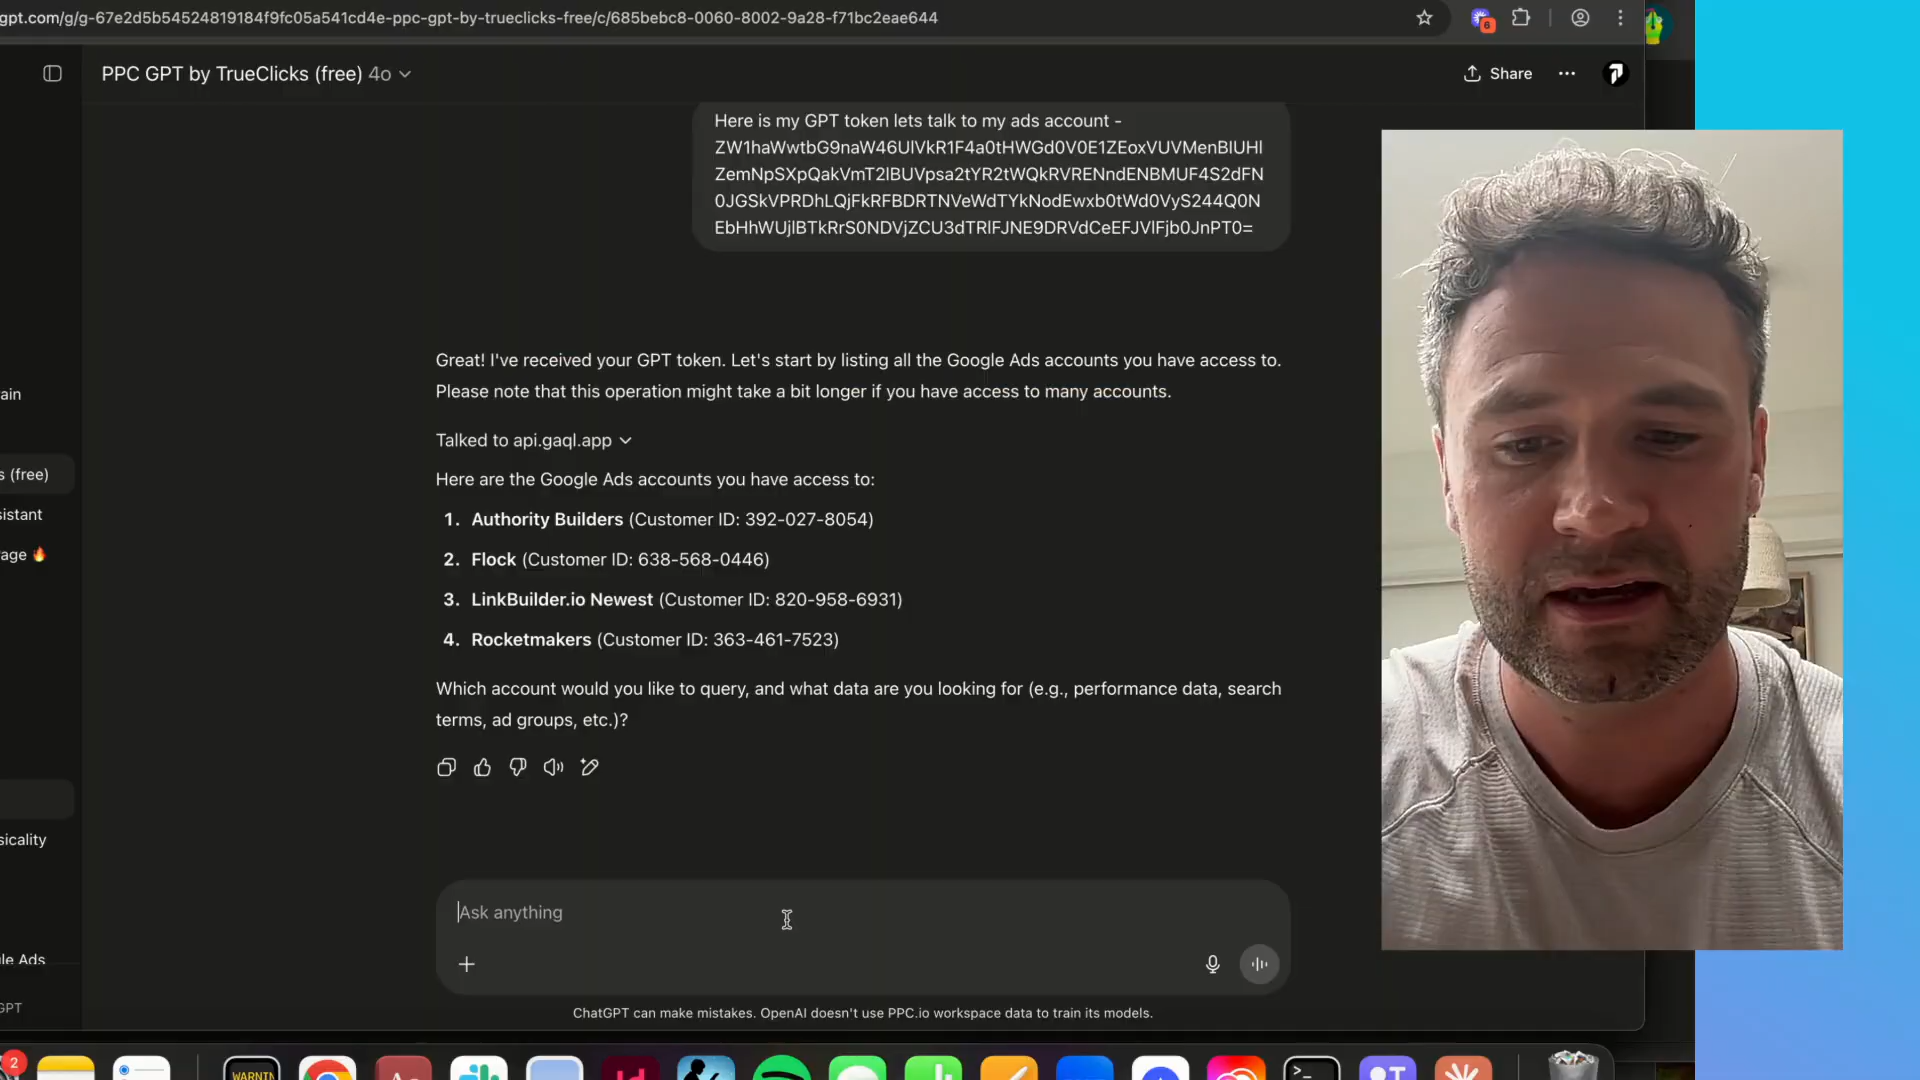 gpt.com/g/g-67e2d5b54524819184f9fc05a541cd4e-ppc-gpt-by-trueclicks-free/c/685bebc8-0060-8002-9a28-f71bc2eae644
6
PPC GPT by TrueClicks (free) 4o
Share
Here is my GPT token lets talk to my ads account -
ZW1haWwtbG9naW46UlVkR1F4a0tHWGd0V0E1ZEoxVUVMenBlUHl
ZemNpSXpQakVmT2lBUVpsa2tYR2tWQkRVRENndENBMUF4S2dFN
0JGSkVPRDhLQjFkRFBDRTNVeWdTYkNodEwxb0tWd0VyS244Q0N
EbHhWUjlBTkRrS0NDVjZCU3dTRlFJNE9DRVdCeEFJVlFjb0JnPT0=
Great! I've received your GPT token. Let's start by listing all the Google Ads accounts you have access to.
Please note that this operation might take a bit longer if you have access to many accounts.
ain
Talked to api.gaql.app
s (free)
Here are the Google Ads accounts you have access to:
sistant
1. Authority Builders (Customer ID: 392-027-8054)
age 🔥
2. Flock (Customer ID: 638-568-0446)
3. LinkBuilder.io Newest (Customer ID: 820-958-6931)
4. Rocketmakers (Customer ID: 363-461-7523)
Which account would you like to query, and what data are you looking for (e.g., performance data, search
terms, ad groups, etc.)?
sicality
Ask anything
le Ads
GPT
ChatGPT can make mistakes. OpenAI doesn't use PPC.io workspace data to train its models.
2
WARNIN